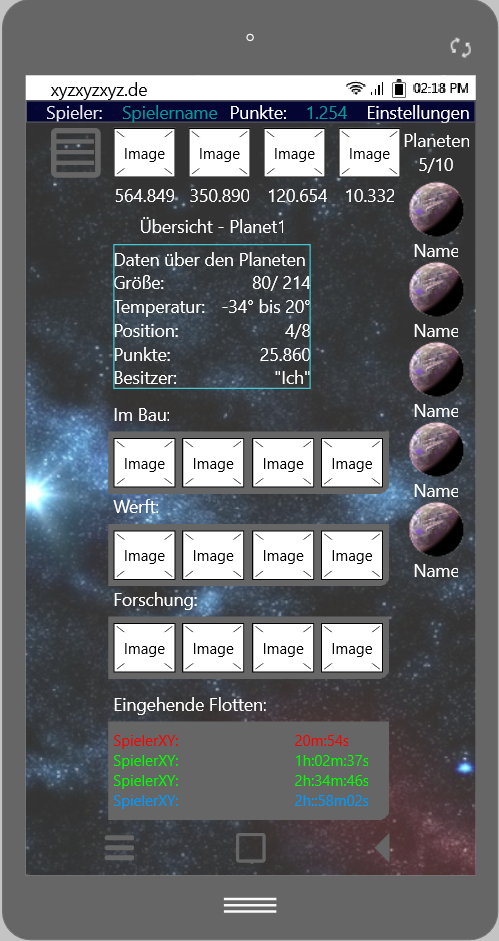 xyzxyzxyz.de 02:18 PM
Spieler: Spielername Punkte: 1.254 Einstellungen
Image Image Image Image
Planeten
5/10
564.849 350.890 120.654 10.332
Übersicht - Planet1
Name
Daten über den Planeten
Größe: 80/ 214
Temperatur: -34° bis 20°
Position: 4/8
Punkte: 25.860
Besitzer: "Ich"
Name
Name
Name
Name
Im Bau:
Image Image Image Image
Werft:
Image Image Image Image
Forschung:
Image Image Image Image
Eingehende Flotten:
SpielerXY: 20m:54s
SpielerXY: 1h:02m:37s
SpielerXY: 2h:34m:46s
SpielerXY: 2h::58m02s